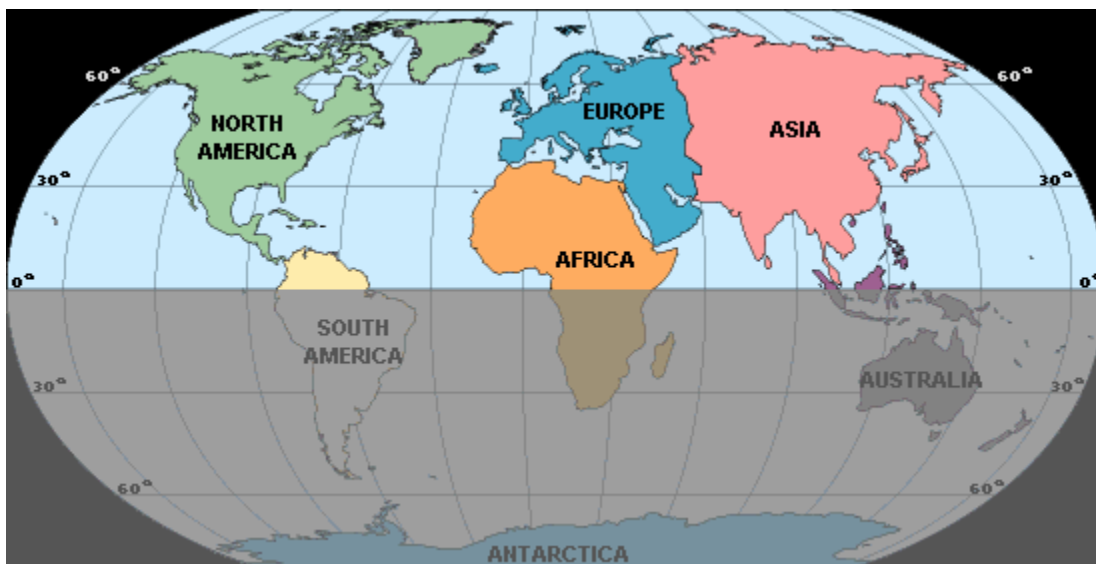 60°
60°
NORTH
AMERICA
EUROPE
ASIA
30°
30°
AFRICA
0°
0°
SOUTH
AMERICA
AUSTRALIA
30°
30°
60°
60°
ANTARCTICA